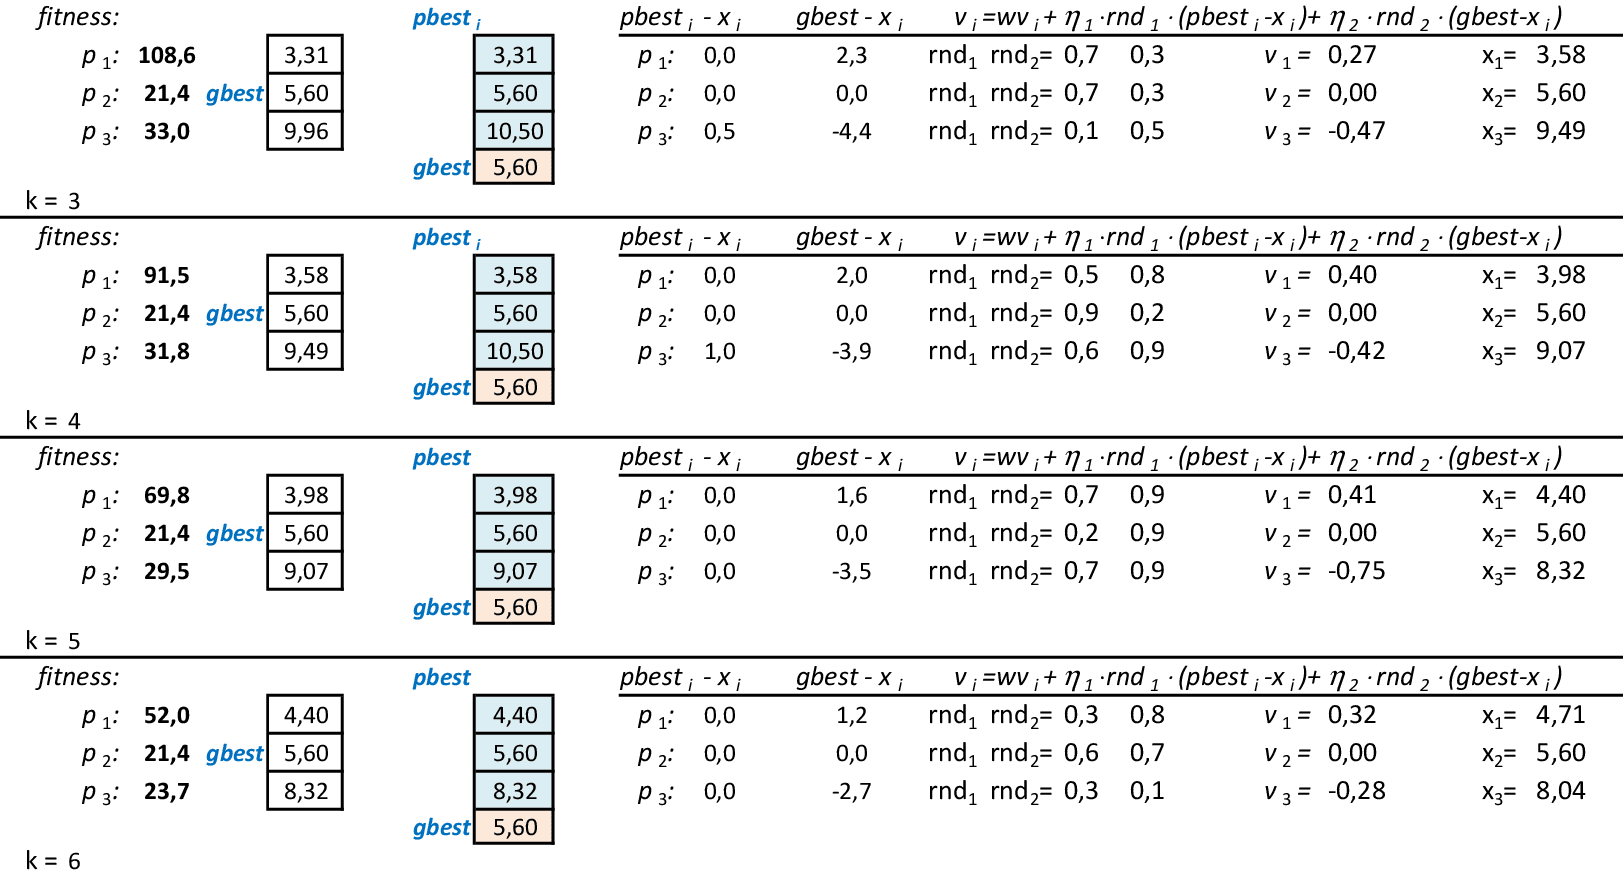 fitness: pbest i pbest i - x i gbest - x i v i =wv i + η 1 ·rnd 1 · (pbest i -x i )+ η 2 · rnd 2 · (gbest-x i )
p 1: 108,6 3,31 3,31 p 1: 0,0 2,3 rnd1 rnd2= 0,7 0,3 v 1 = 0,27 x1= 3,58
p 2: 21,4 gbest 5,60 5,60 p 2: 0,0 0,0 rnd1 rnd2= 0,7 0,3 v 2 = 0,00 x2= 5,60
p 3: 33,0 9,96 10,50 p 3: 0,5 -4,4 rnd1 rnd2= 0,1 0,5 v 3 = -0,47 x3= 9,49
gbest 5,60
k = 3
fitness: pbest i pbest i - x i gbest - x i v i =wv i + η 1 ·rnd 1 · (pbest i -x i )+ η 2 · rnd 2 · (gbest-x i )
p 1: 91,5 3,58 3,58 p 1: 0,0 2,0 rnd1 rnd2= 0,5 0,8 v 1 = 0,40 x1= 3,98
p 2: 21,4 gbest 5,60 5,60 p 2: 0,0 0,0 rnd1 rnd2= 0,9 0,2 v 2 = 0,00 x2= 5,60
p 3: 31,8 9,49 10,50 p 3: 1,0 -3,9 rnd1 rnd2= 0,6 0,9 v 3 = -0,42 x3= 9,07
gbest 5,60
k = 4
fitness: pbest pbest i - x i gbest - x i v i =wv i + η 1 ·rnd 1 · (pbest i -x i )+ η 2 · rnd 2 · (gbest-x i )
p 1: 69,8 3,98 3,98 p 1: 0,0 1,6 rnd1 rnd2= 0,7 0,9 v 1 = 0,41 x1= 4,40
p 2: 21,4 gbest 5,60 5,60 p 2: 0,0 0,0 rnd1 rnd2= 0,2 0,9 v 2 = 0,00 x2= 5,60
p 3: 29,5 9,07 9,07 p 3: 0,0 -3,5 rnd1 rnd2= 0,7 0,9 v 3 = -0,75 x3= 8,32
gbest 5,60
k = 5
fitness: pbest pbest i - x i gbest - x i v i =wv i + η 1 ·rnd 1 · (pbest i -x i )+ η 2 · rnd 2 · (gbest-x i )
p 1: 52,0 4,40 4,40 p 1: 0,0 1,2 rnd1 rnd2= 0,3 0,8 v 1 = 0,32 x1= 4,71
p 2: 21,4 gbest 5,60 5,60 p 2: 0,0 0,0 rnd1 rnd2= 0,6 0,7 v 2 = 0,00 x2= 5,60
p 3: 23,7 8,32 8,32 p 3: 0,0 -2,7 rnd1 rnd2= 0,3 0,1 v 3 = -0,28 x3= 8,04
gbest 5,60
k = 6